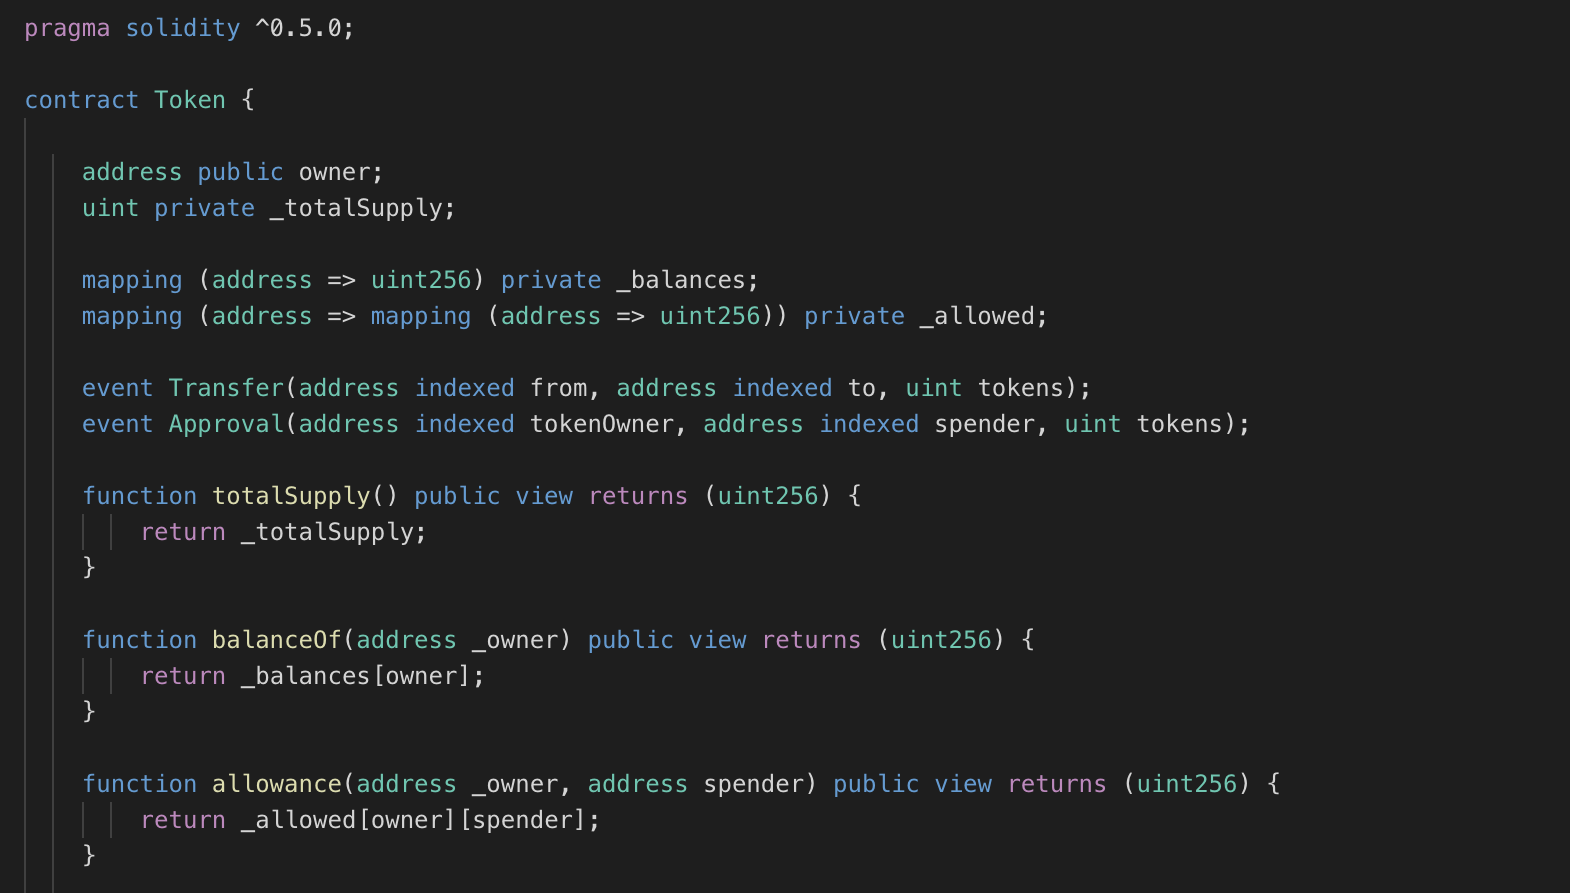 pragma solidity ^0.5.0;
contract Token {
address public owner;
uint private _totalSupply;
mapping (address => uint256) private _balances;
mapping (address => mapping (address => uint256)) private _allowed;
event Transfer(address indexed from, address indexed to, uint tokens);
event Approval(address indexed tokenOwner, address indexed spender, uint tokens);
function totalSupply() public view returns (uint256) {
return _totalSupply;
}
function balanceOf(address _owner) public view returns (uint256) {
return _balances[owner];
}
function allowance(address _owner, address spender) public view returns (uint256) {
return _allowed[owner][spender];
}